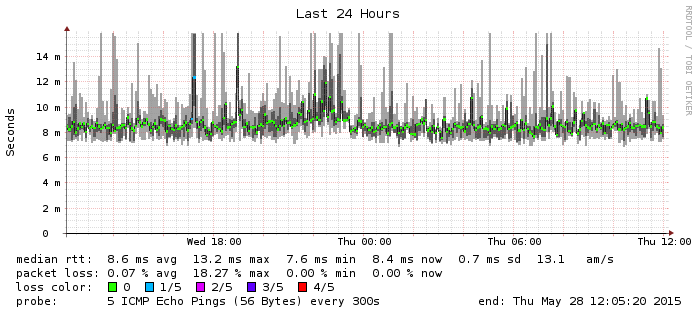 Last 24 Hours
RRDTOOL / TOBI OETIKER
Seconds
14 m
12 m
10 m
8 m
6 m
4 m
2 m
0
Wed 18:00 Thu 00:00 Thu 06:00 Thu 12:00
median rtt: 8.6 ms avg 13.2 ms max 7.6 ms min 8.4 ms now 0.7 ms sd 13.1 am/s
packet loss: 0.07 % avg 18.27 % max 0.00 % min 0.00 % now
loss color: 0 1/5 2/5 3/5 4/5
probe: 5 ICMP Echo Pings (56 Bytes) every 300s end: Thu May 28 12:05:20 2015